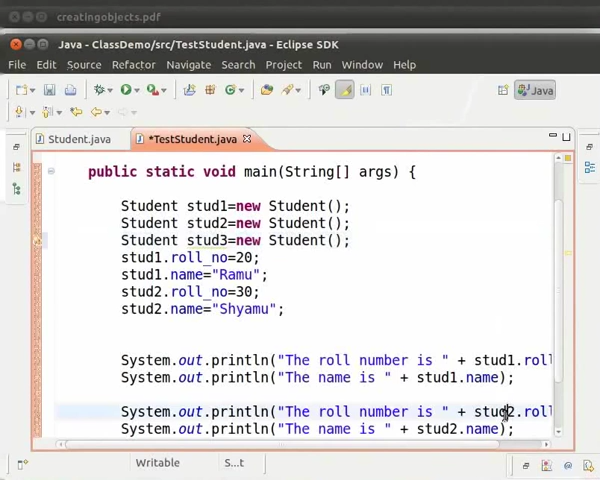 creatingobjects.pdf
Java - ClassDemo/src/TestStudent.java - Eclipse SDK
File Edit Source Refactor Navigate Search Project Run Window Help
Java
Student.java *TestStudent.java
public static void main(String[] args) {
Student stud1=new Student();
Student stud2=new Student();
Student stud3=new Student();
stud1.roll_no=20;
stud1.name="Ramu";
stud2.roll_no=30;
stud2.name="Shyamu";
System.out.println("The roll number is " + stud1.roll
System.out.println("The name is " + stud1.name);
System.out.println("The roll number is " + stud2.roll
System.out.println("The name is " + stud2.name);
Writable S...t